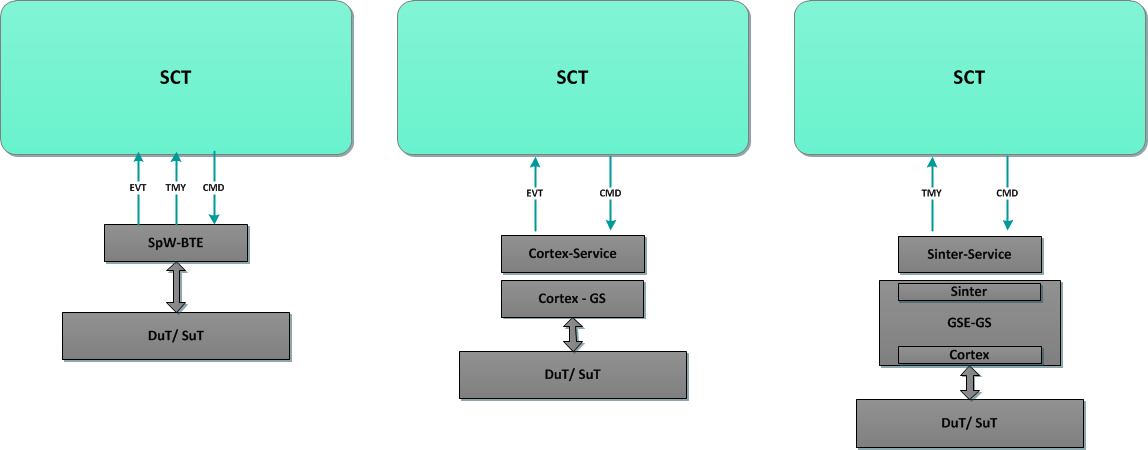 SCT
EVT
TMY
CMD
SpW-BTE
DuT/ SuT
SCT
EVT
CMD
Cortex-Service
Cortex - GS
DuT/ SuT
SCT
TMY
CMD
Sinter-Service
Sinter
GSE-GS
Cortex
DuT/ SuT